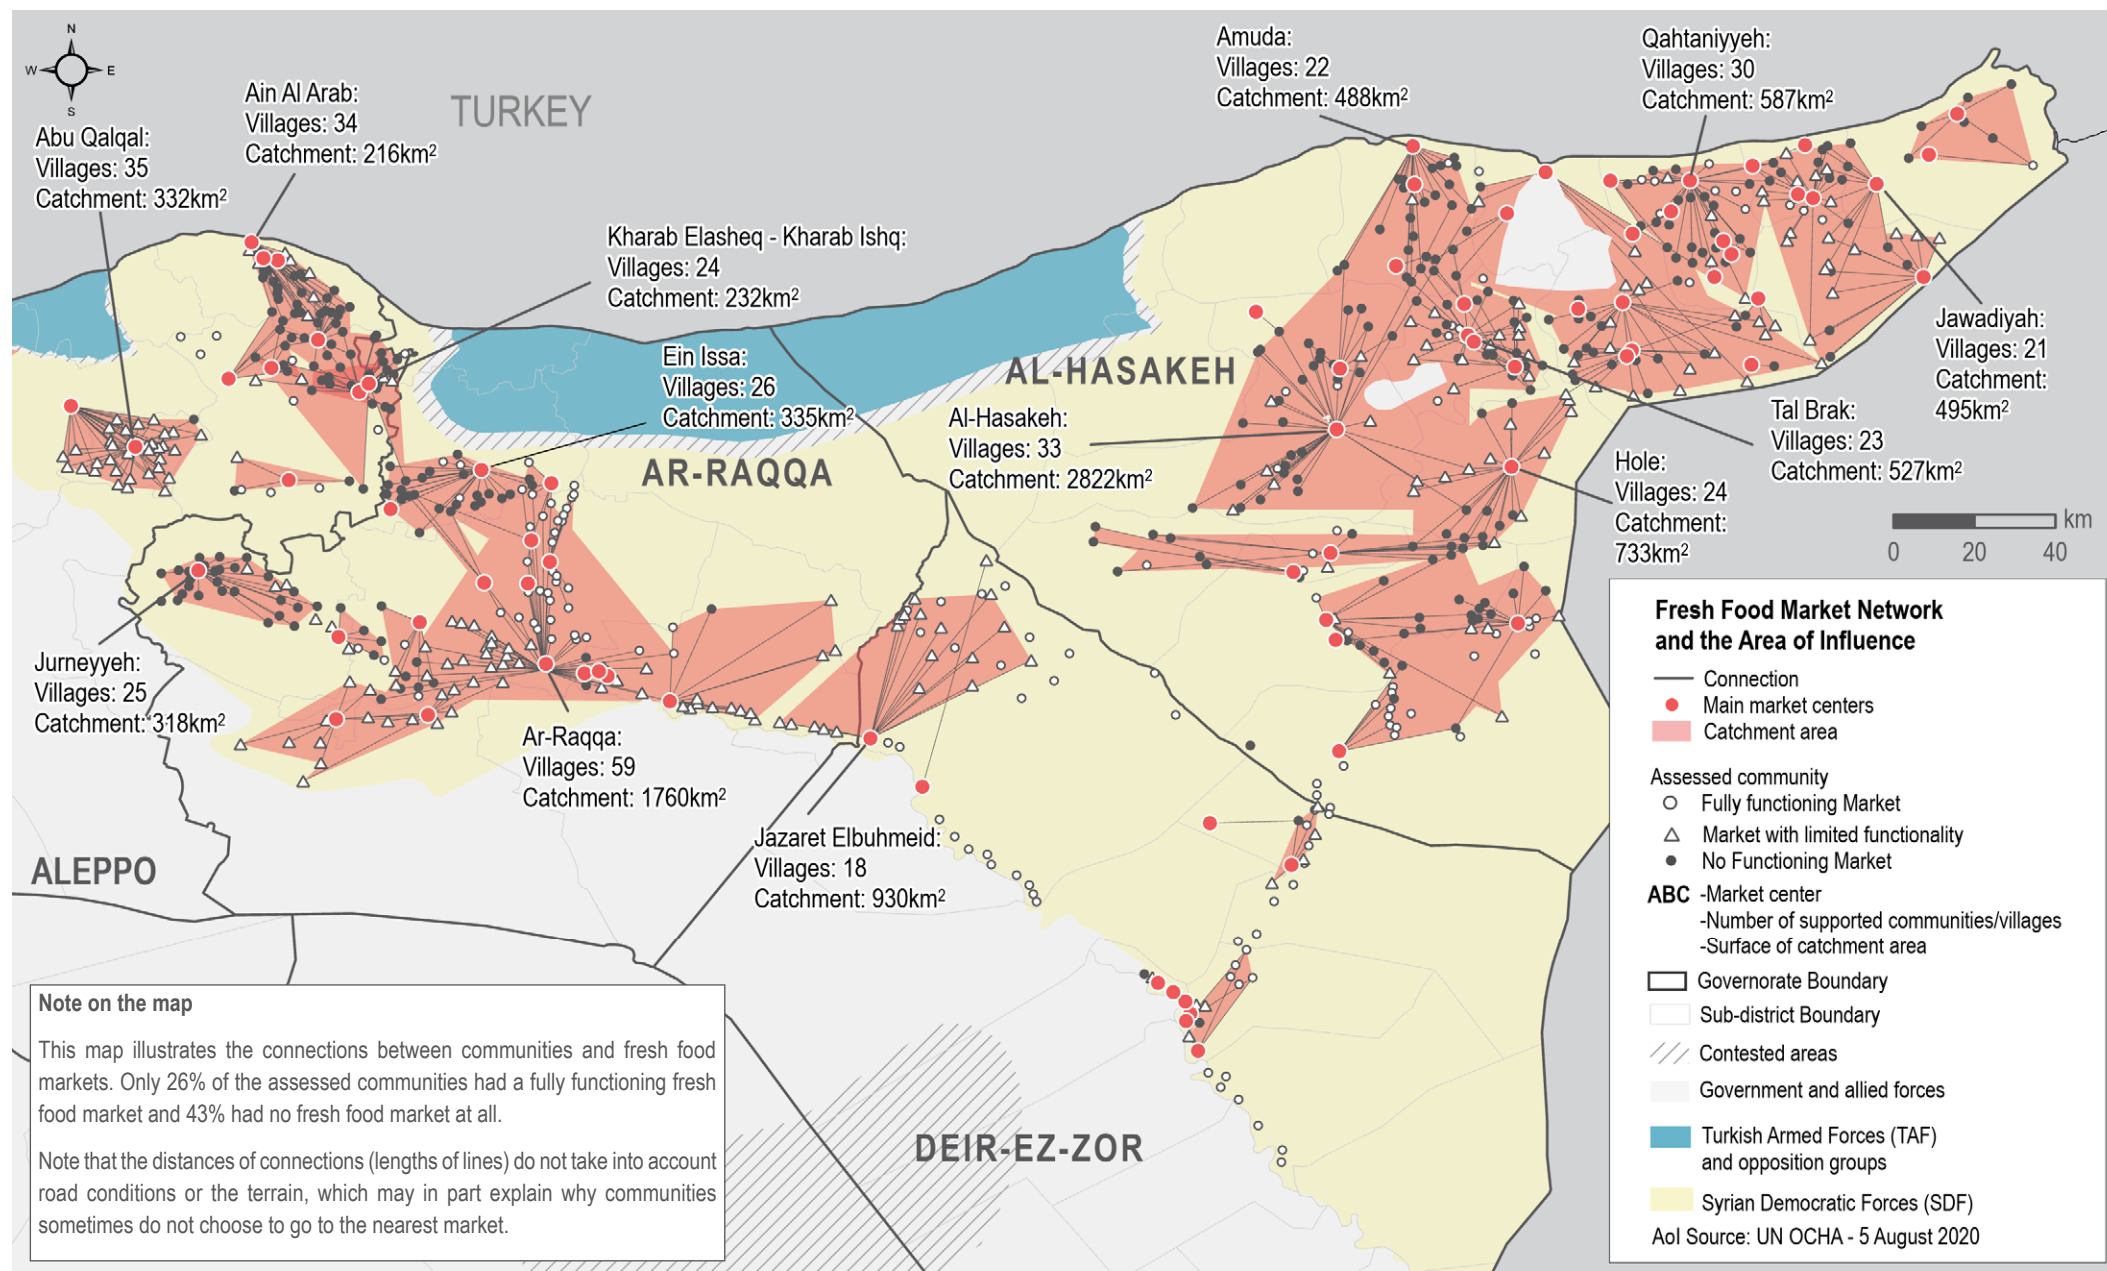 N
W
E
S
TURKEY
Ain Al Arab:
Villages: 34
Catchment: 216km²
Abu Qalqal:
Villages: 35
Catchment: 332km²
Kharab Elasheq - Kharab Ishq:
Villages: 24
Catchment: 232km²
Ein Issa:
Villages: 26
Catchment: 335km²
Amuda:
Villages: 22
Catchment: 488km²
Qahtaniyyeh:
Villages: 30
Catchment: 587km²
AL-HASAKEH
AR-RAQQA
Al-Hasakeh:
Villages: 33
Catchment: 2822km²
Jawadiyah:
Villages: 21
Catchment:
495km²
Tal Brak:
Villages: 23
Catchment: 527km²
Hole:
Villages: 24
Catchment:
733km²
km
0 20 40
Jurneyyeh:
Villages: 25
Catchment: 318km²
Ar-Raqqa:
Villages: 59
Catchment: 1760km²
Jazaret Elbuhmeid:
Villages: 18
Catchment: 930km²
ALEPPO
DEIR-EZ-ZOR
Note on the map
This map illustrates the connections between communities and fresh food
markets. Only 26% of the assessed communities had a fully functioning fresh
food market and 43% had no fresh food market at all.
Note that the distances of connections (lengths of lines) do not take into account
road conditions or the terrain, which may in part explain why communities
sometimes do not choose to go to the nearest market.
Fresh Food Market Network
and the Area of Influence
Connection
Main market centers
Catchment area
Assessed community
Fully functioning Market
Market with limited functionality
No Functioning Market
ABC -Market center
-Number of supported communities/villages
-Surface of catchment area
Governorate Boundary
Sub-district Boundary
Contested areas
Government and allied forces
Turkish Armed Forces (TAF)
and opposition groups
Syrian Democratic Forces (SDF)
AoI Source: UN OCHA - 5 August 2020